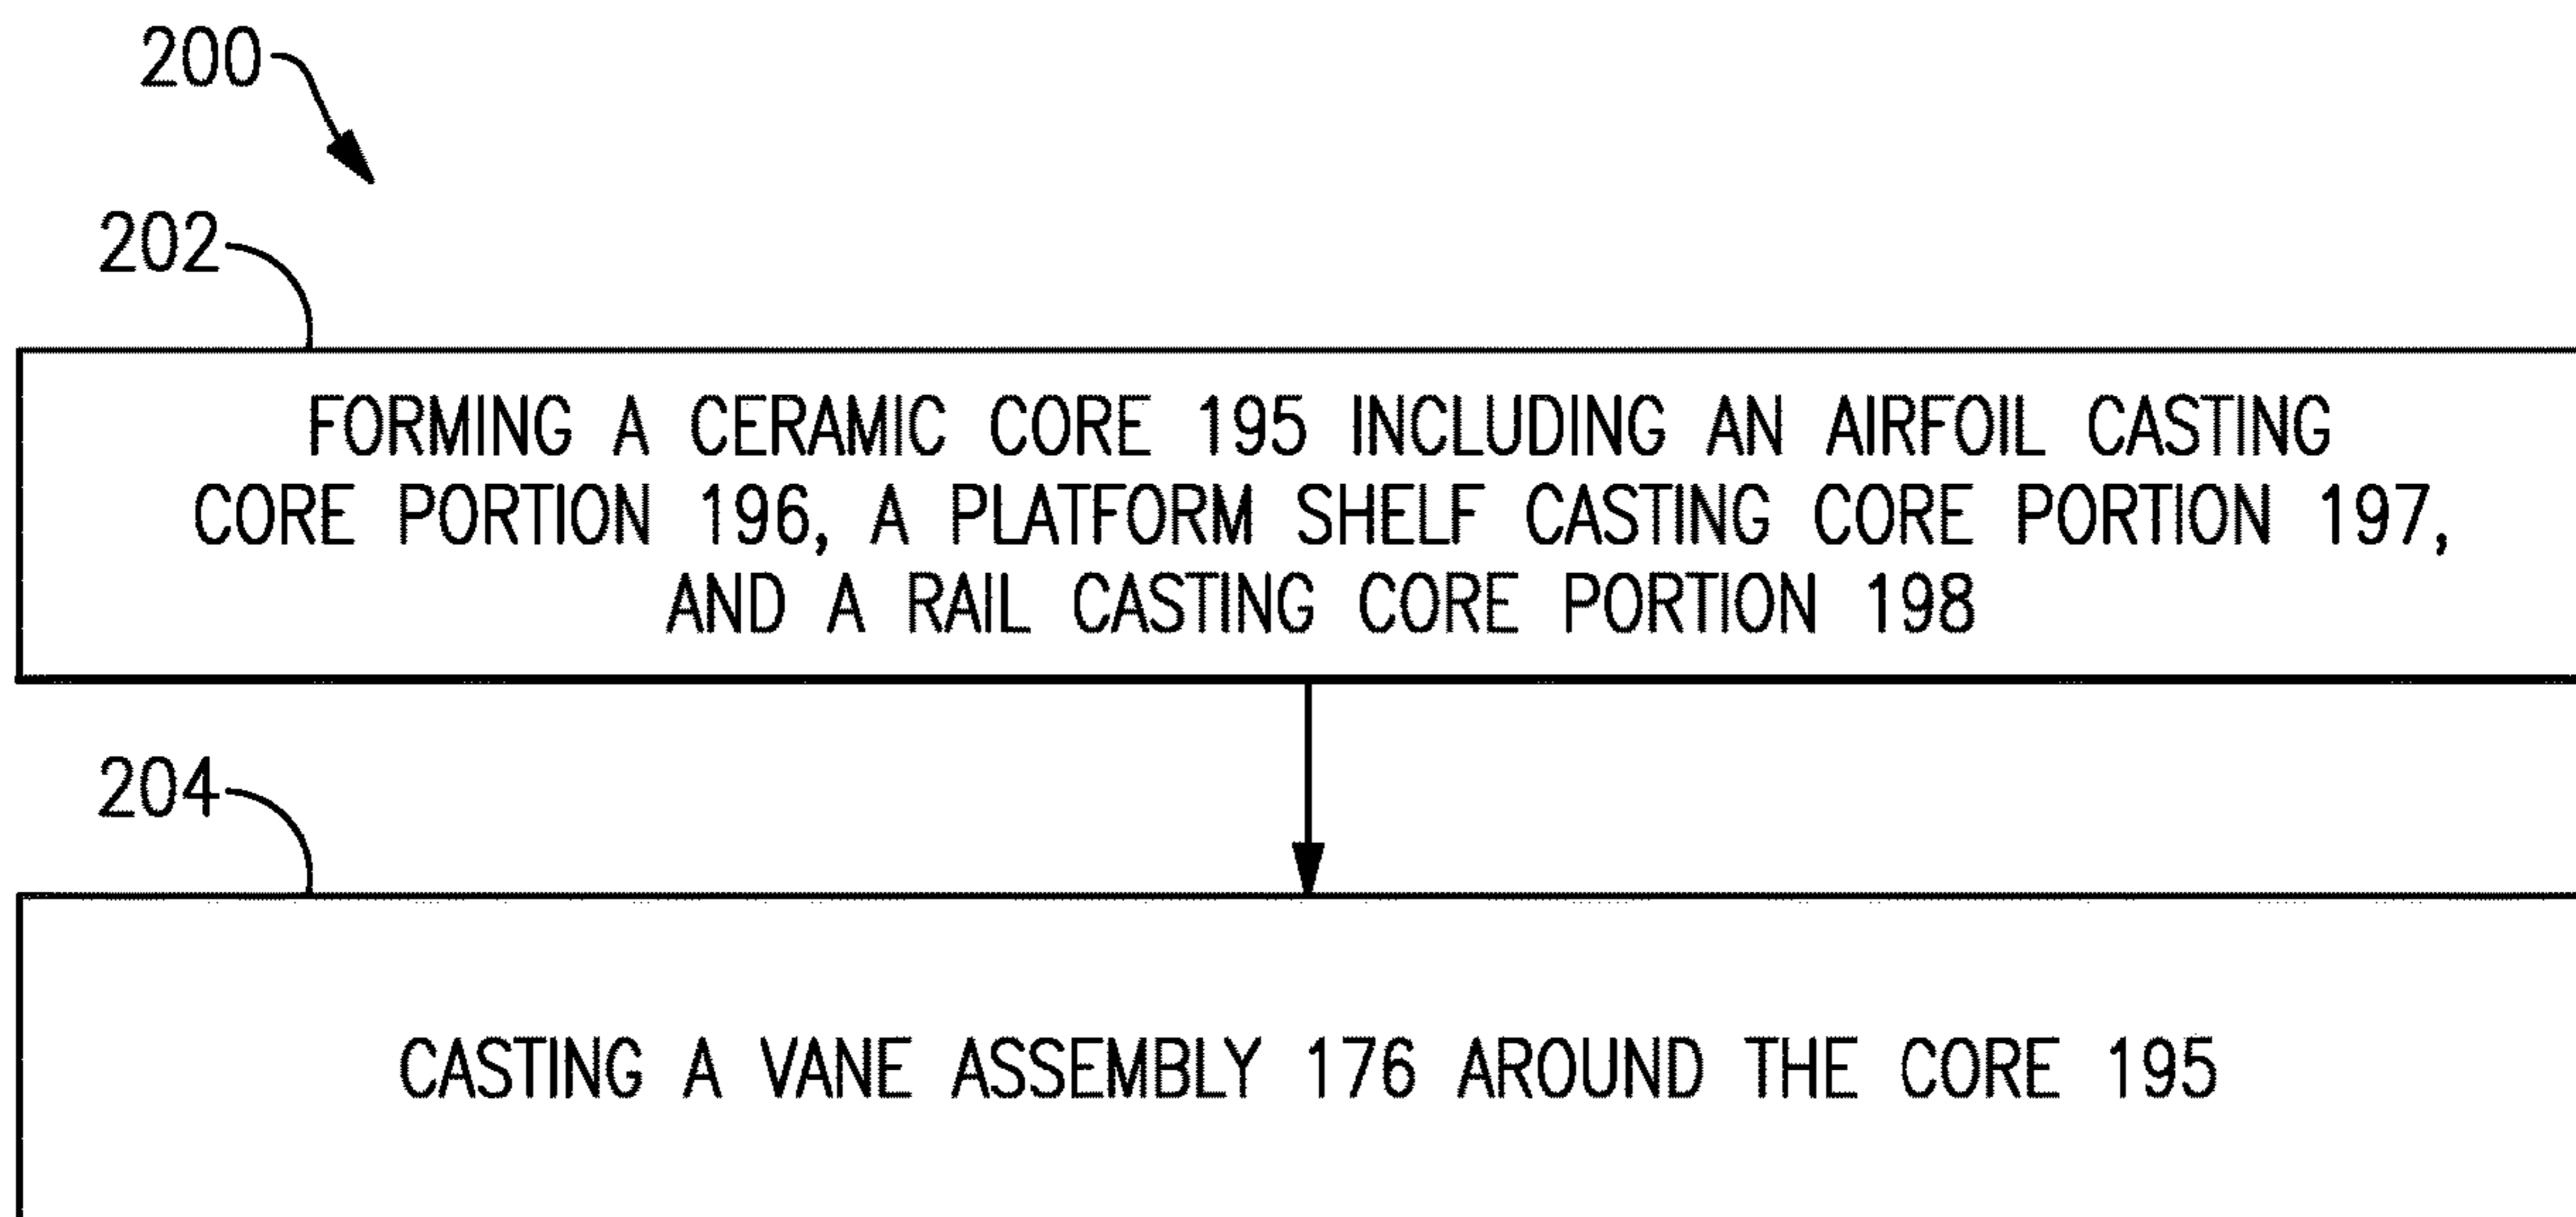 200
202
FORMING A CERAMIC CORE 195 INCLUDING AN AIRFOIL CASTING
CORE PORTION 196, A PLATFORM SHELF CASTING CORE PORTION 197,
AND A RAIL CASTING CORE PORTION 198
204
CASTING A VANE ASSEMBLY 176 AROUND THE CORE 195